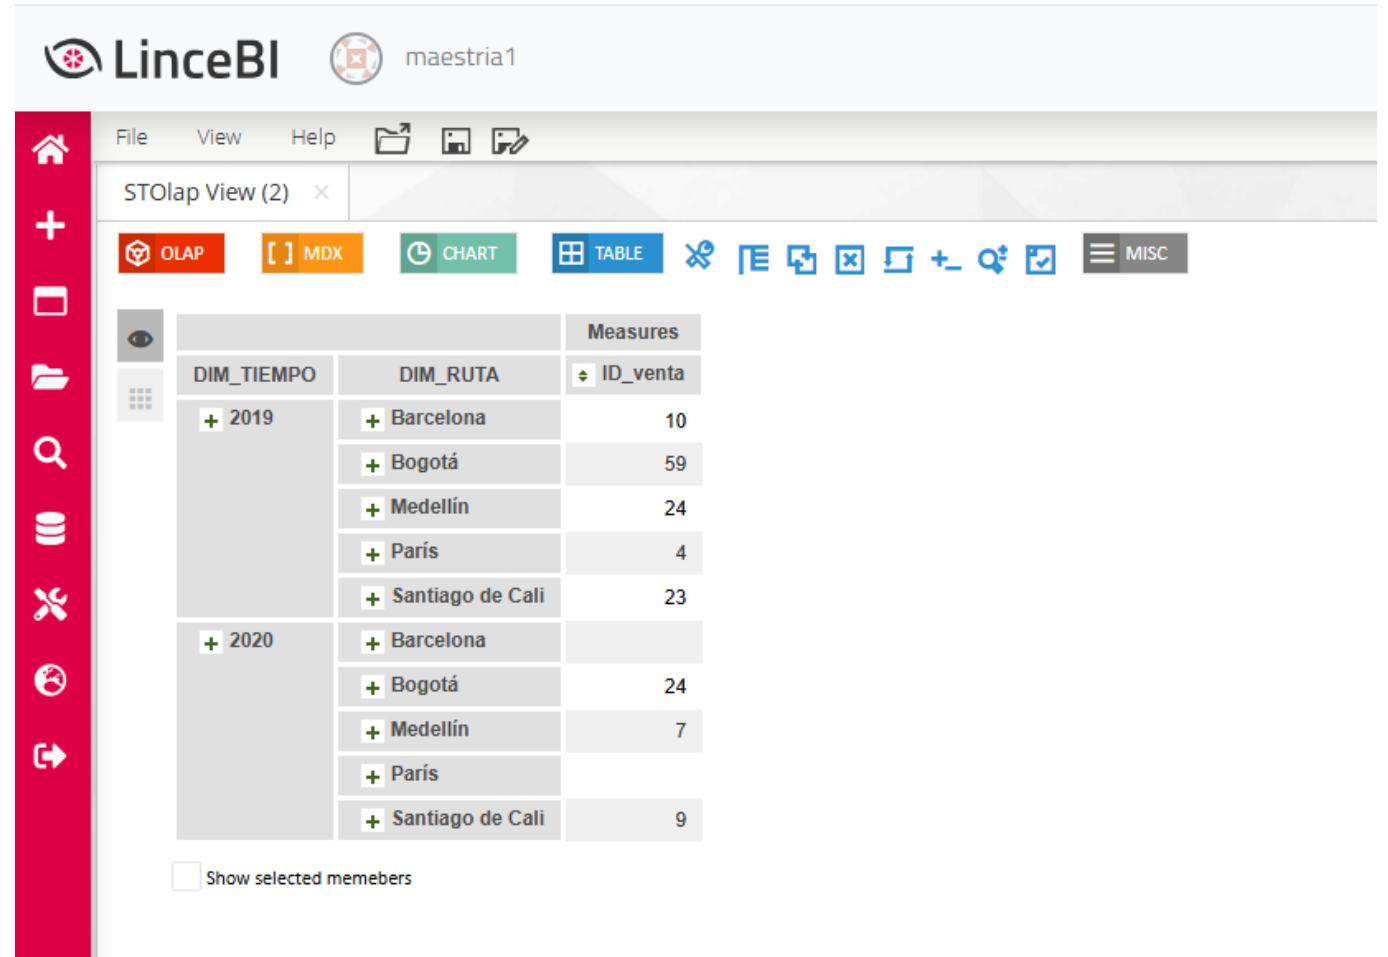 LinceBI maestria1
File View Help
STOlap View (2) ×
OLAP [ ] MDX CHART TABLE MISC
Measures
DIM_TIEMPO DIM_RUTA ID_venta
+ 2019 + Barcelona 10
+ Bogotá 59
+ Medellín 24
+ París 4
+ Santiago de Cali 23
+ 2020 + Barcelona
+ Bogotá 24
+ Medellín 7
+ París
+ Santiago de Cali 9
Show selected memebers